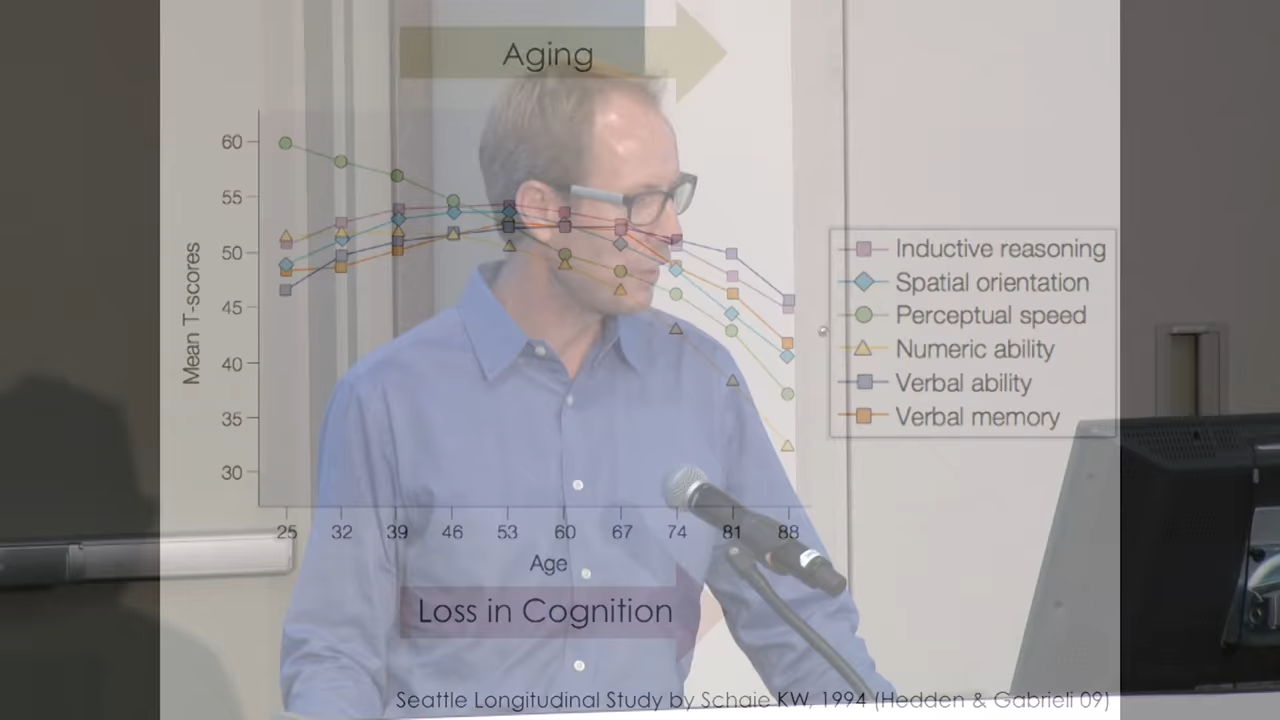 Aging
60
55
50
45
40
35
30
Mean T-scores
25 32 39 46 53 60 67 74 81 88
Age
Inductive reasoning
Spatial orientation
Perceptual speed
Numeric ability
Verbal ability
Verbal memory
Loss in Cognition
Seattle Longitudinal Study by Schaie KW, 1994 (Hedden & Gabrieli 09)